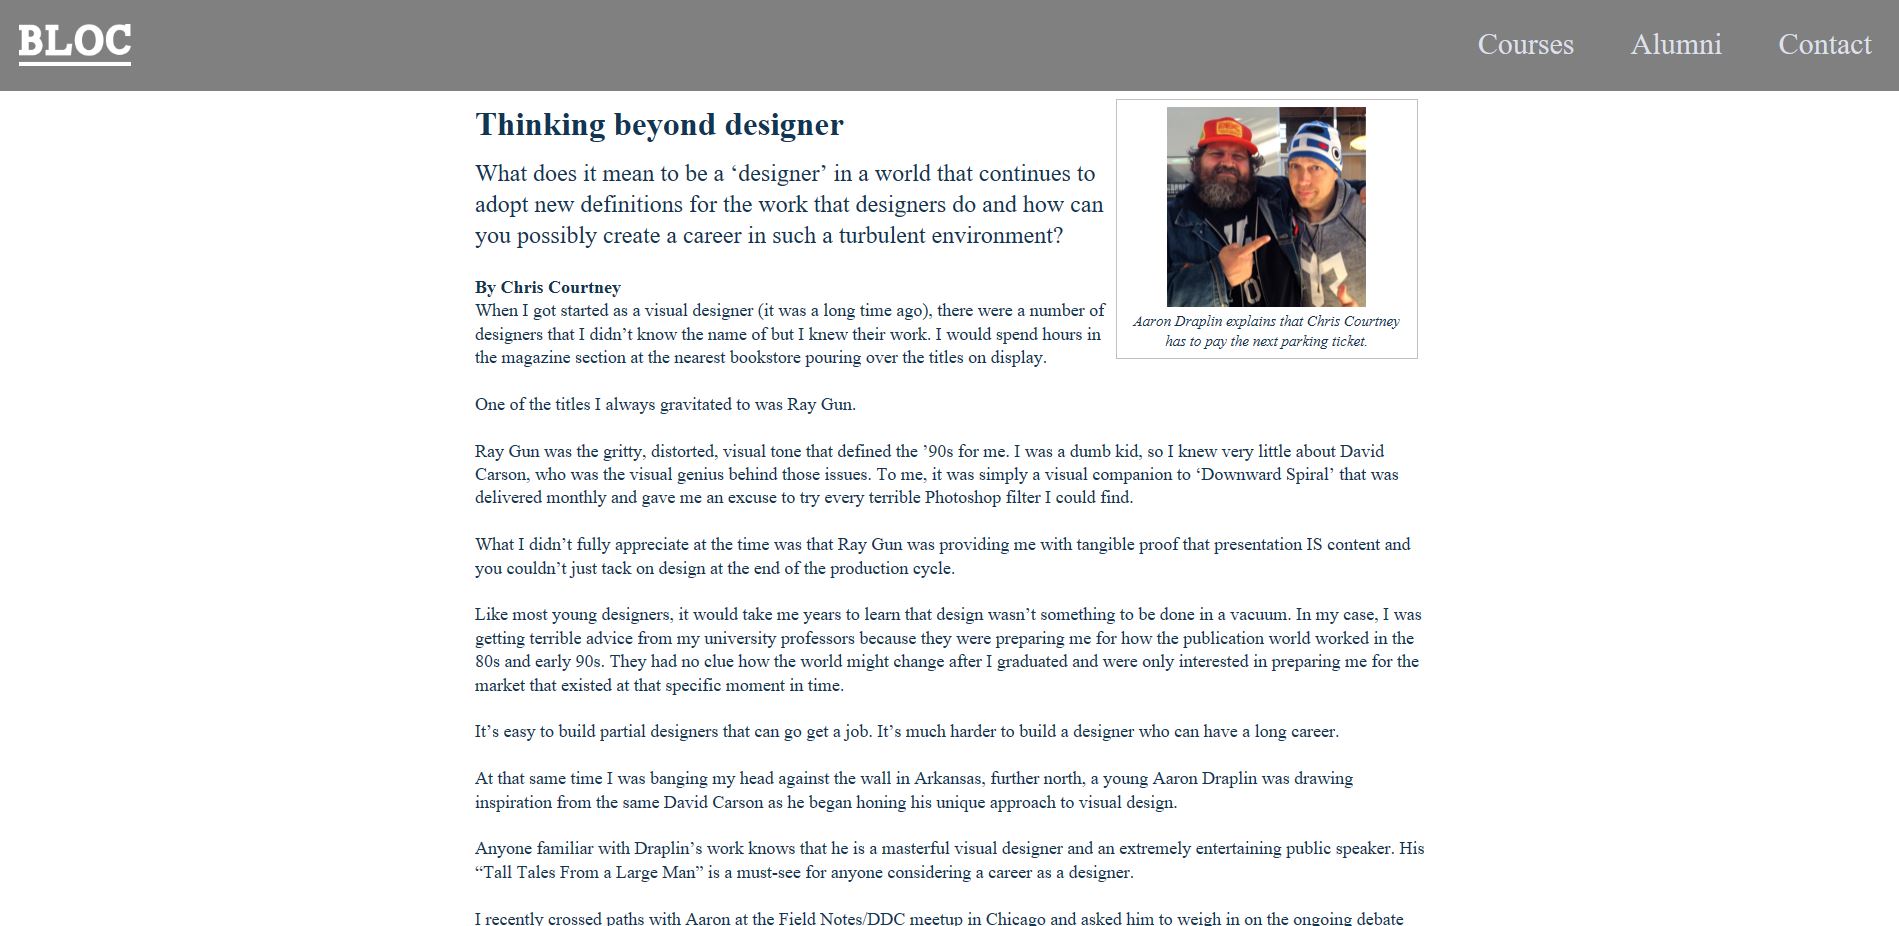 BLOC
Courses Alumni Contact
Thinking beyond designer
What does it mean to be a ‘designer’ in a world that continues to
adopt new definitions for the work that designers do and how can
you possibly create a career in such a turbulent environment?
Aaron Draplin explains that Chris Courtney
has to pay the next parking ticket.
By Chris Courtney
When I got started as a visual designer (it was a long time ago), there were a number of
designers that I didn’t know the name of but I knew their work. I would spend hours in
the magazine section at the nearest bookstore pouring over the titles on display.
One of the titles I always gravitated to was Ray Gun.
Ray Gun was the gritty, distorted, visual tone that defined the ’90s for me. I was a dumb kid, so I knew very little about David
Carson, who was the visual genius behind those issues. To me, it was simply a visual companion to ‘Downward Spiral’ that was
delivered monthly and gave me an excuse to try every terrible Photoshop filter I could find.
What I didn’t fully appreciate at the time was that Ray Gun was providing me with tangible proof that presentation IS content and
you couldn’t just tack on design at the end of the production cycle.
Like most young designers, it would take me years to learn that design wasn’t something to be done in a vacuum. In my case, I was
getting terrible advice from my university professors because they were preparing me for how the publication world worked in the
80s and early 90s. They had no clue how the world might change after I graduated and were only interested in preparing me for the
market that existed at that specific moment in time.
It’s easy to build partial designers that can go get a job. It’s much harder to build a designer who can have a long career.
At that same time I was banging my head against the wall in Arkansas, further north, a young Aaron Draplin was drawing
inspiration from the same David Carson as he began honing his unique approach to visual design.
Anyone familiar with Draplin’s work knows that he is a masterful visual designer and an extremely entertaining public speaker. His
“Tall Tales From a Large Man” is a must-see for anyone considering a career as a designer.
I recently crossed paths with Aaron at the Field Notes/DDC meetup in Chicago and asked him to weigh in on the ongoing debate